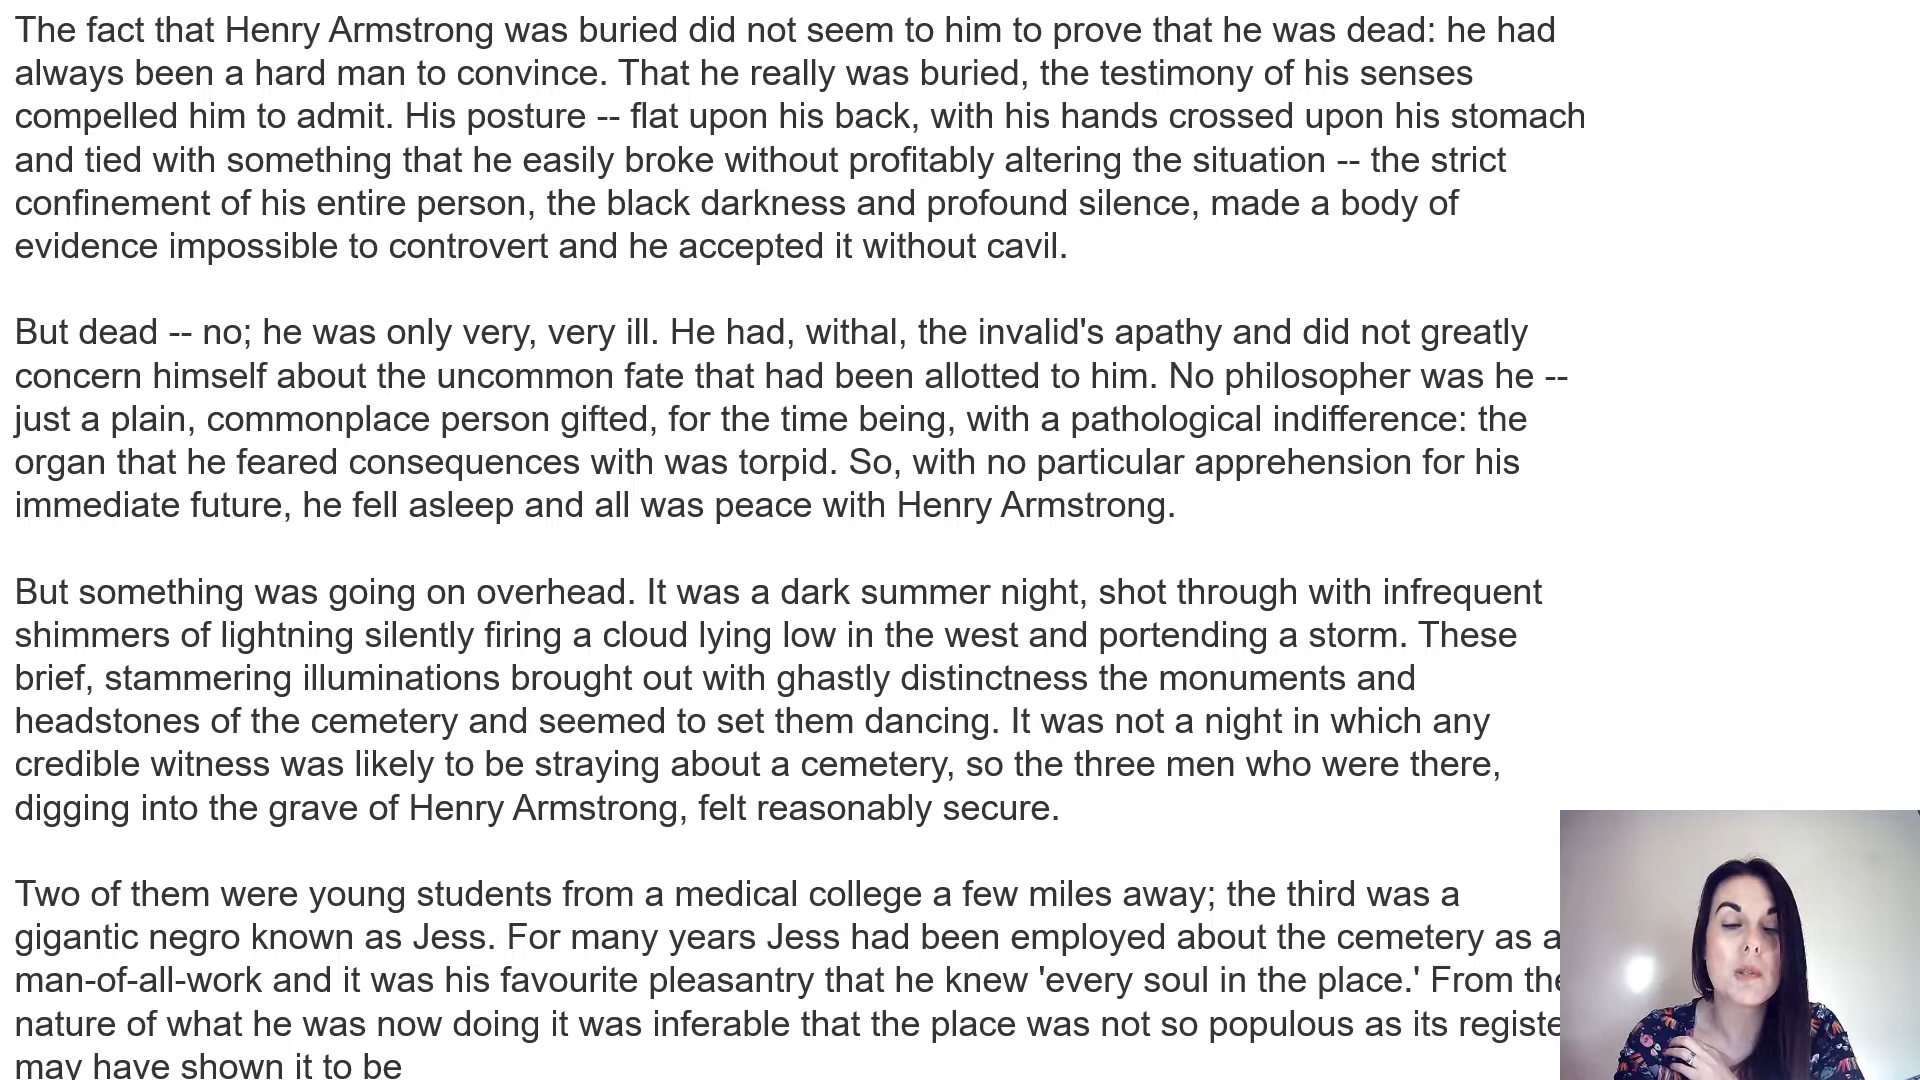 The fact that Henry Armstrong was buried did not seem to him to prove that he was dead: he had
always been a hard man to convince. That he really was buried, the testimony of his senses
compelled him to admit. His posture -- flat upon his back, with his hands crossed upon his stomach
and tied with something that he easily broke without profitably altering the situation -- the strict
confinement of his entire person, the black darkness and profound silence, made a body of
evidence impossible to controvert and he accepted it without cavil.
But dead -- no; he was only very, very ill. He had, withal, the invalid's apathy and did not greatly
concern himself about the uncommon fate that had been allotted to him. No philosopher was he --
just a plain, commonplace person gifted, for the time being, with a pathological indifference: the
organ that he feared consequences with was torpid. So, with no particular apprehension for his
immediate future, he fell asleep and all was peace with Henry Armstrong.
But something was going on overhead. It was a dark summer night, shot through with infrequent
shimmers of lightning silently firing a cloud lying low in the west and portending a storm. These
brief, stammering illuminations brought out with ghastly distinctness the monuments and
headstones of the cemetery and seemed to set them dancing. It was not a night in which any
credible witness was likely to be straying about a cemetery, so the three men who were there,
digging into the grave of Henry Armstrong, felt reasonably secure.
Two of them were young students from a medical college a few miles away; the third was a
gigantic negro known as Jess. For many years Jess had been employed about the cemetery as a
man-of-all-work and it was his favourite pleasantry that he knew 'every soul in the place.' From the
nature of what he was now doing it was inferable that the place was not so populous as its registe
may have shown it to be